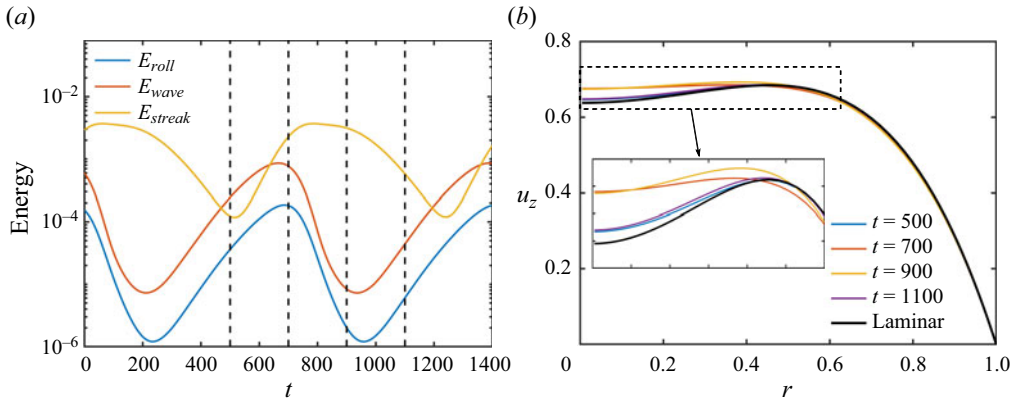 (a)
E_roll
E_wave
E_streak
10^−2
10^−4
10^−6
Energy
0 200 400 600 800 1000 1200 1400
t
(b)
0.8
0.6
0.4
0.2
u_z
t = 500
t = 700
t = 900
t = 1100
Laminar
0 0.2 0.4 0.6 0.8 1.0
r